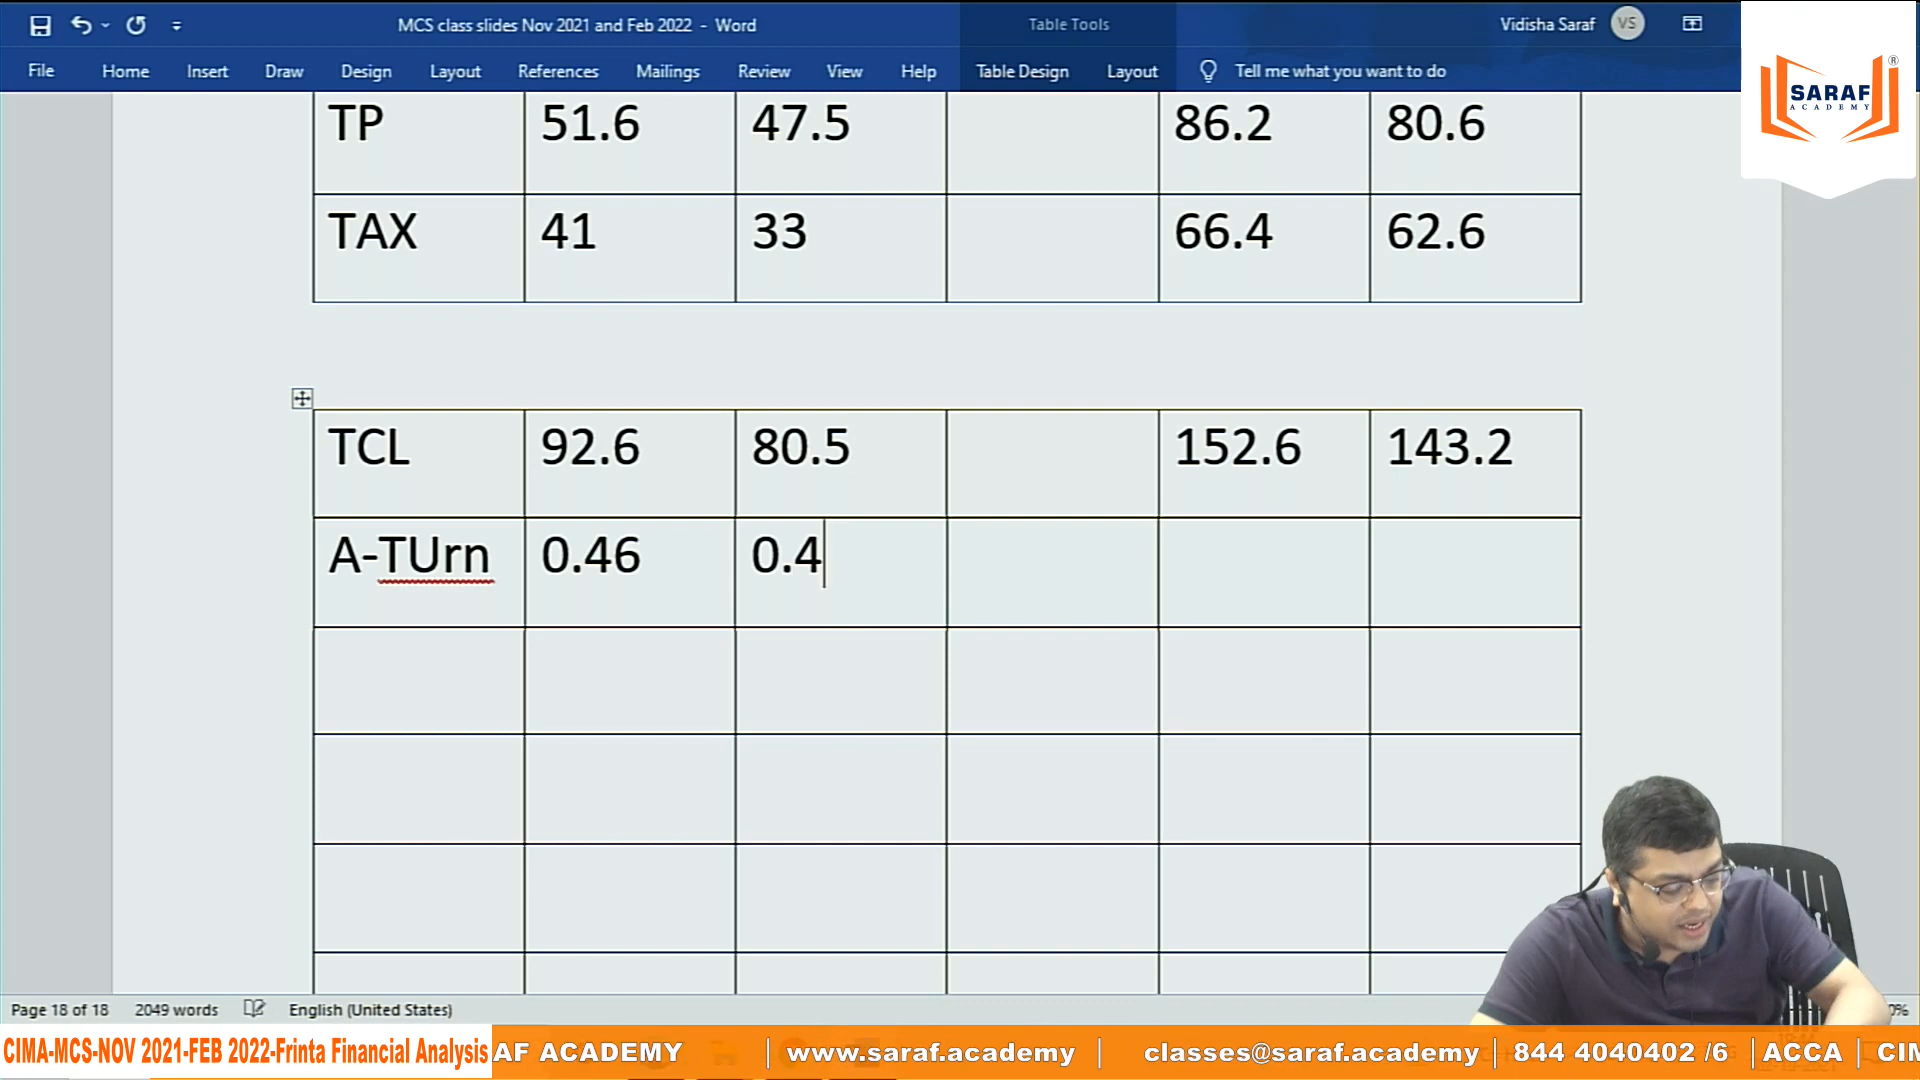 MCS class slides Nov 2021 and Feb 2022 - Word
Table Tools
Vidisha Saraf
VS
File Home Insert Draw Design Layout References Mailings Review View Help Table Design Layout Tell me what you want to do
SARAF
ACADEMY
®
TP 51.6 47.5 86.2 80.6
TAX 41 33 66.4 62.6
TCL 92.6 80.5 152.6 143.2
A-TUrn 0.46 0.4
Page 18 of 18 2049 words English (United States) 0%
CIMA-MCS-NOV 2021-FEB 2022-Frinta Financial Analysis
AF ACADEMY | www.saraf.academy | classes@saraf.academy | 844 4040402 /6 | ACCA | CIM